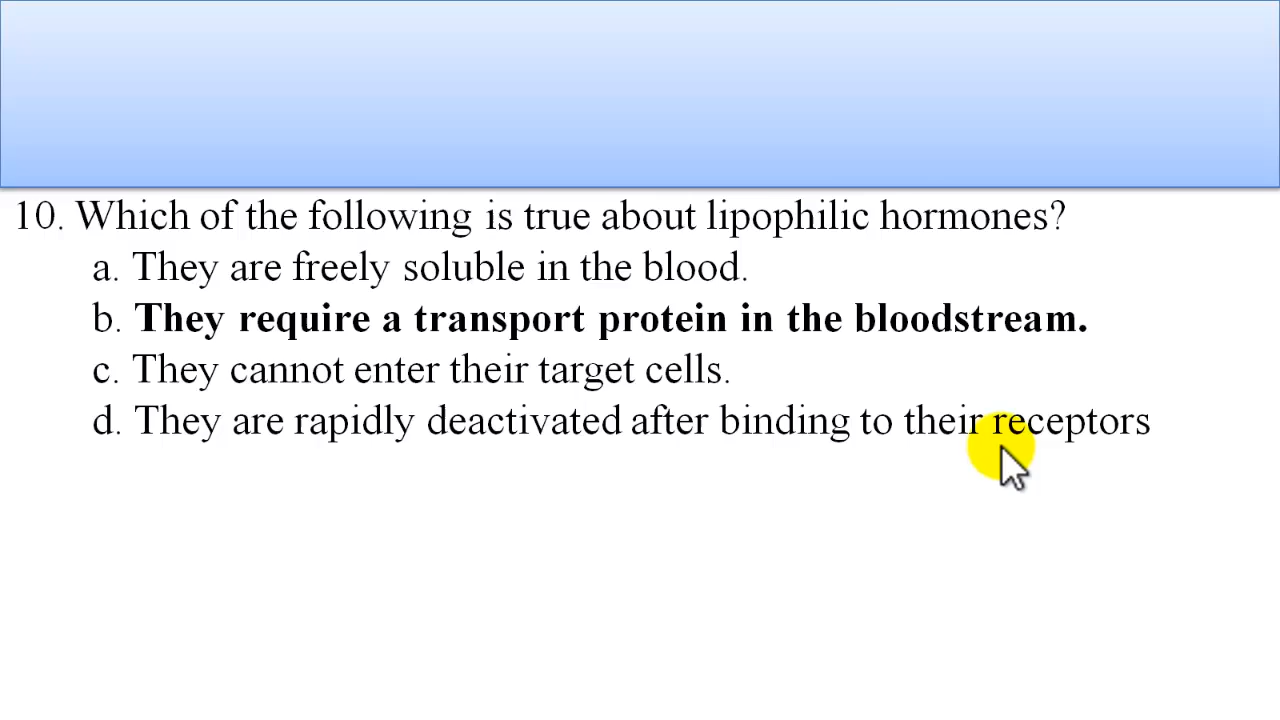 10. Which of the following is true about lipophilic hormones?
a. They are freely soluble in the blood.
b. They require a transport protein in the bloodstream.
c. They cannot enter their target cells.
d. They are rapidly deactivated after binding to their receptors